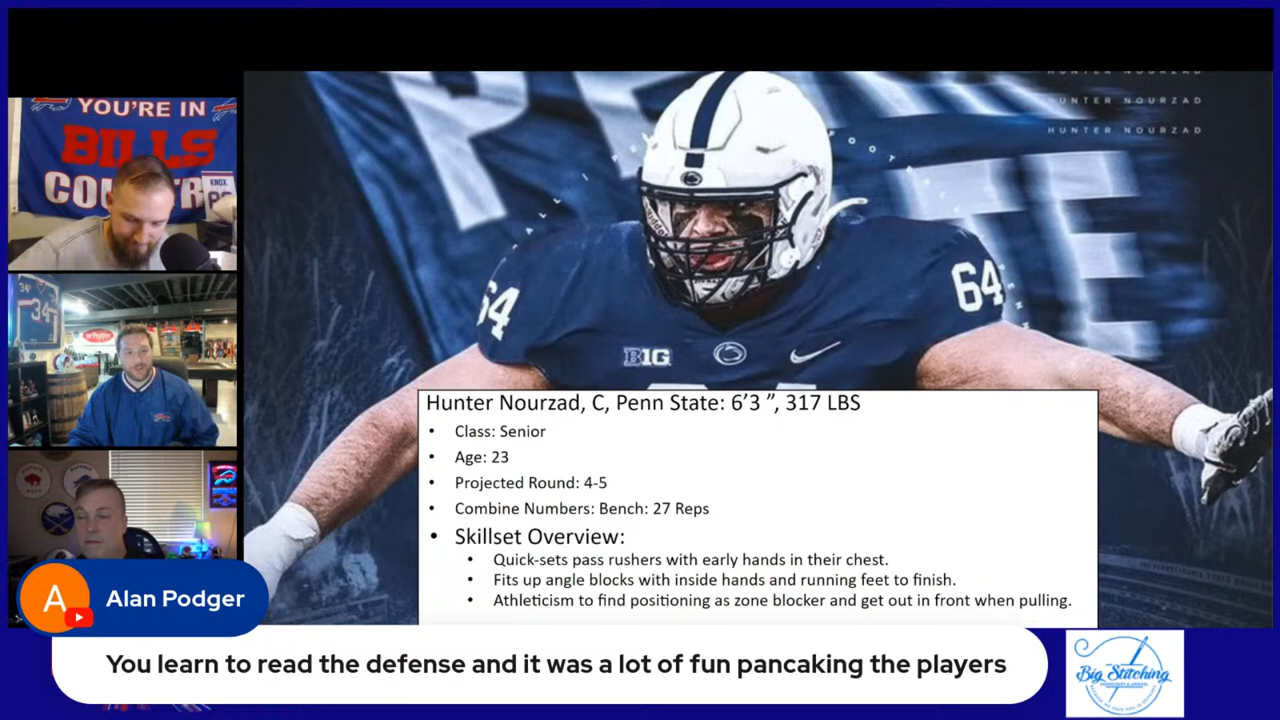 HUNTER NOURZAD
HUNTER NOURZAD
HUNTER NOURZAD
YOU'RE IN
BILLS
COUNTRY
KNOX
34
64
64
B1G
Hunter Nourzad, C, Penn State: 6'3 ", 317 LBS
• Class: Senior
• Age: 23
• Projected Round: 4-5
• Combine Numbers: Bench: 27 Reps
• Skillset Overview:
• Quick-sets pass rushers with early hands in their chest.
• Fits up angle blocks with inside hands and running feet to finish.
• Athleticism to find positioning as zone blocker and get out in front when pulling.
A
Alan Podger
You learn to read the defense and it was a lot of fun pancaking the players
Big Stitching